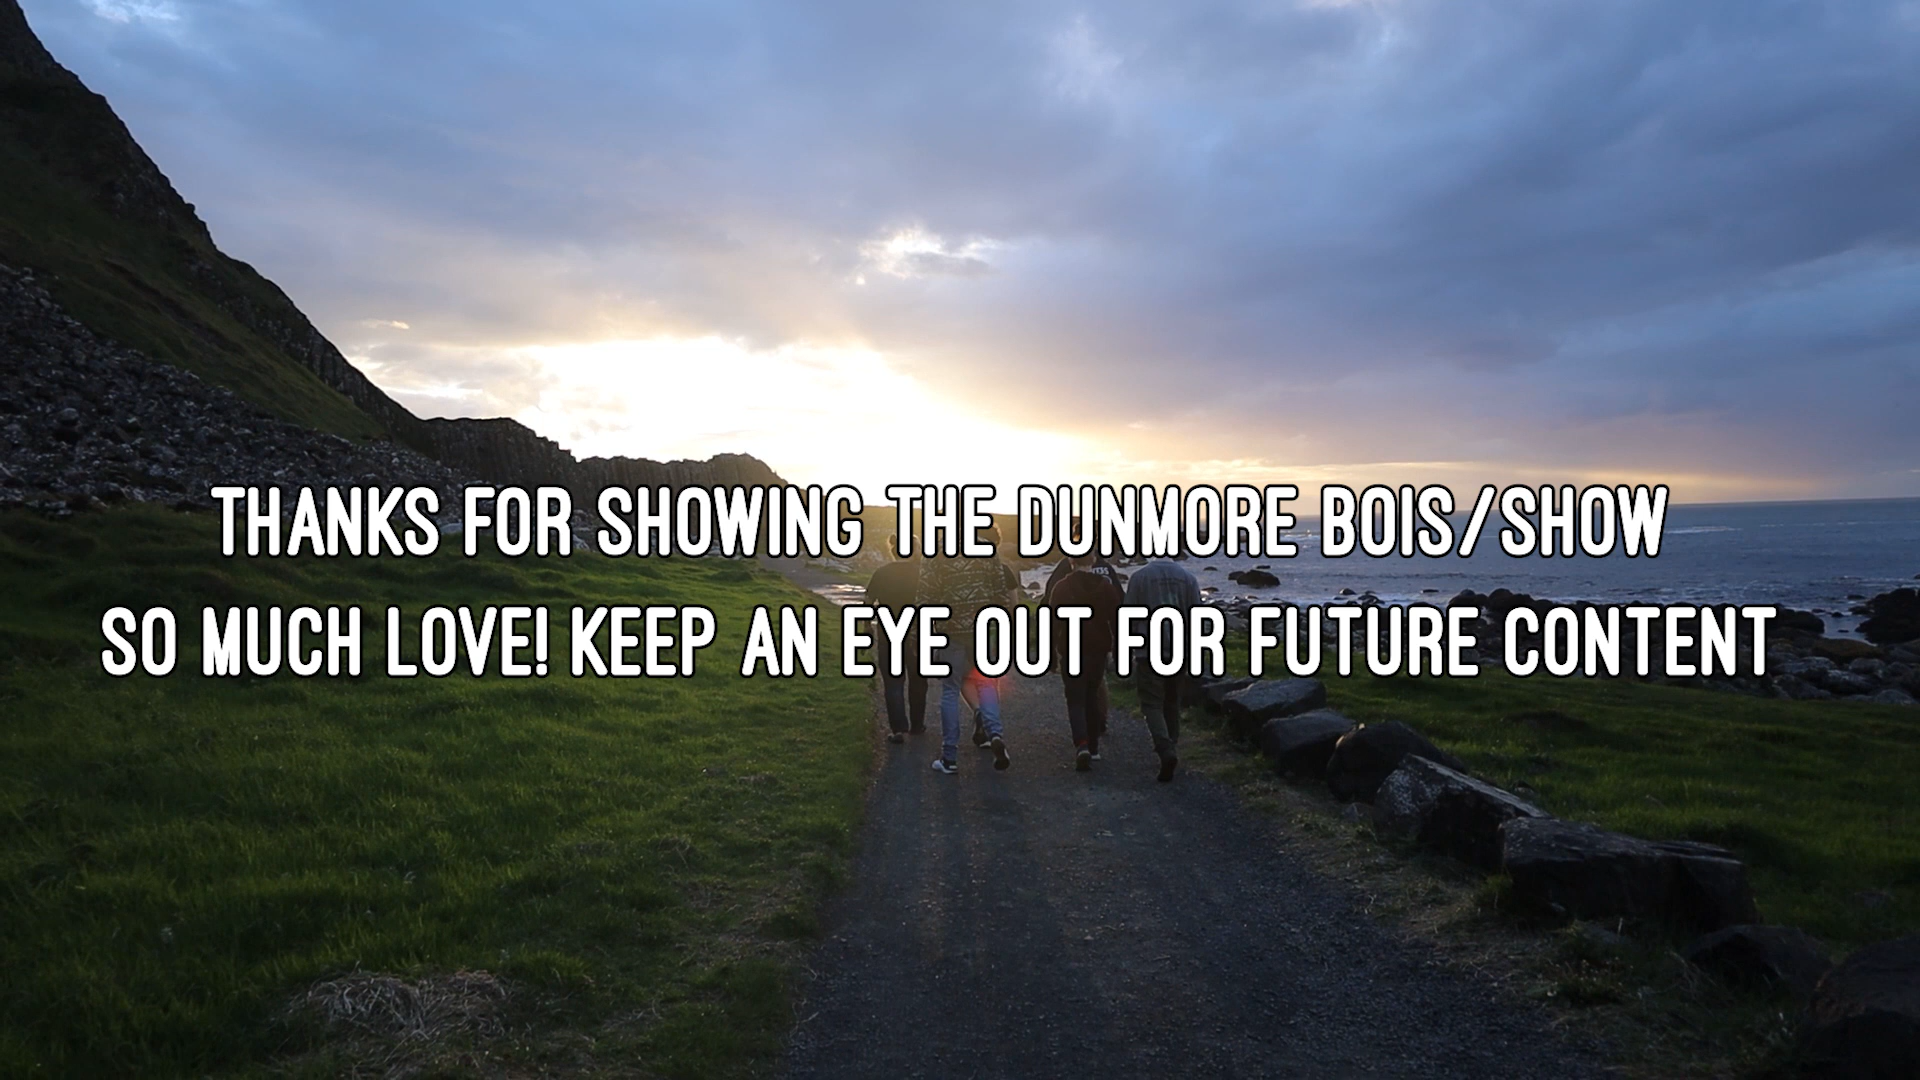 THANKS FOR SHOWING THE DUNMORE BOIS/SHOW
SO MUCH LOVE! KEEP AN EYE OUT FOR FUTURE CONTENT